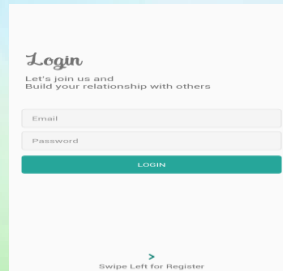 Login
Let's join us and
Build your relationship with others
Email
Password
LOGIN
>
Swipe Left for Register